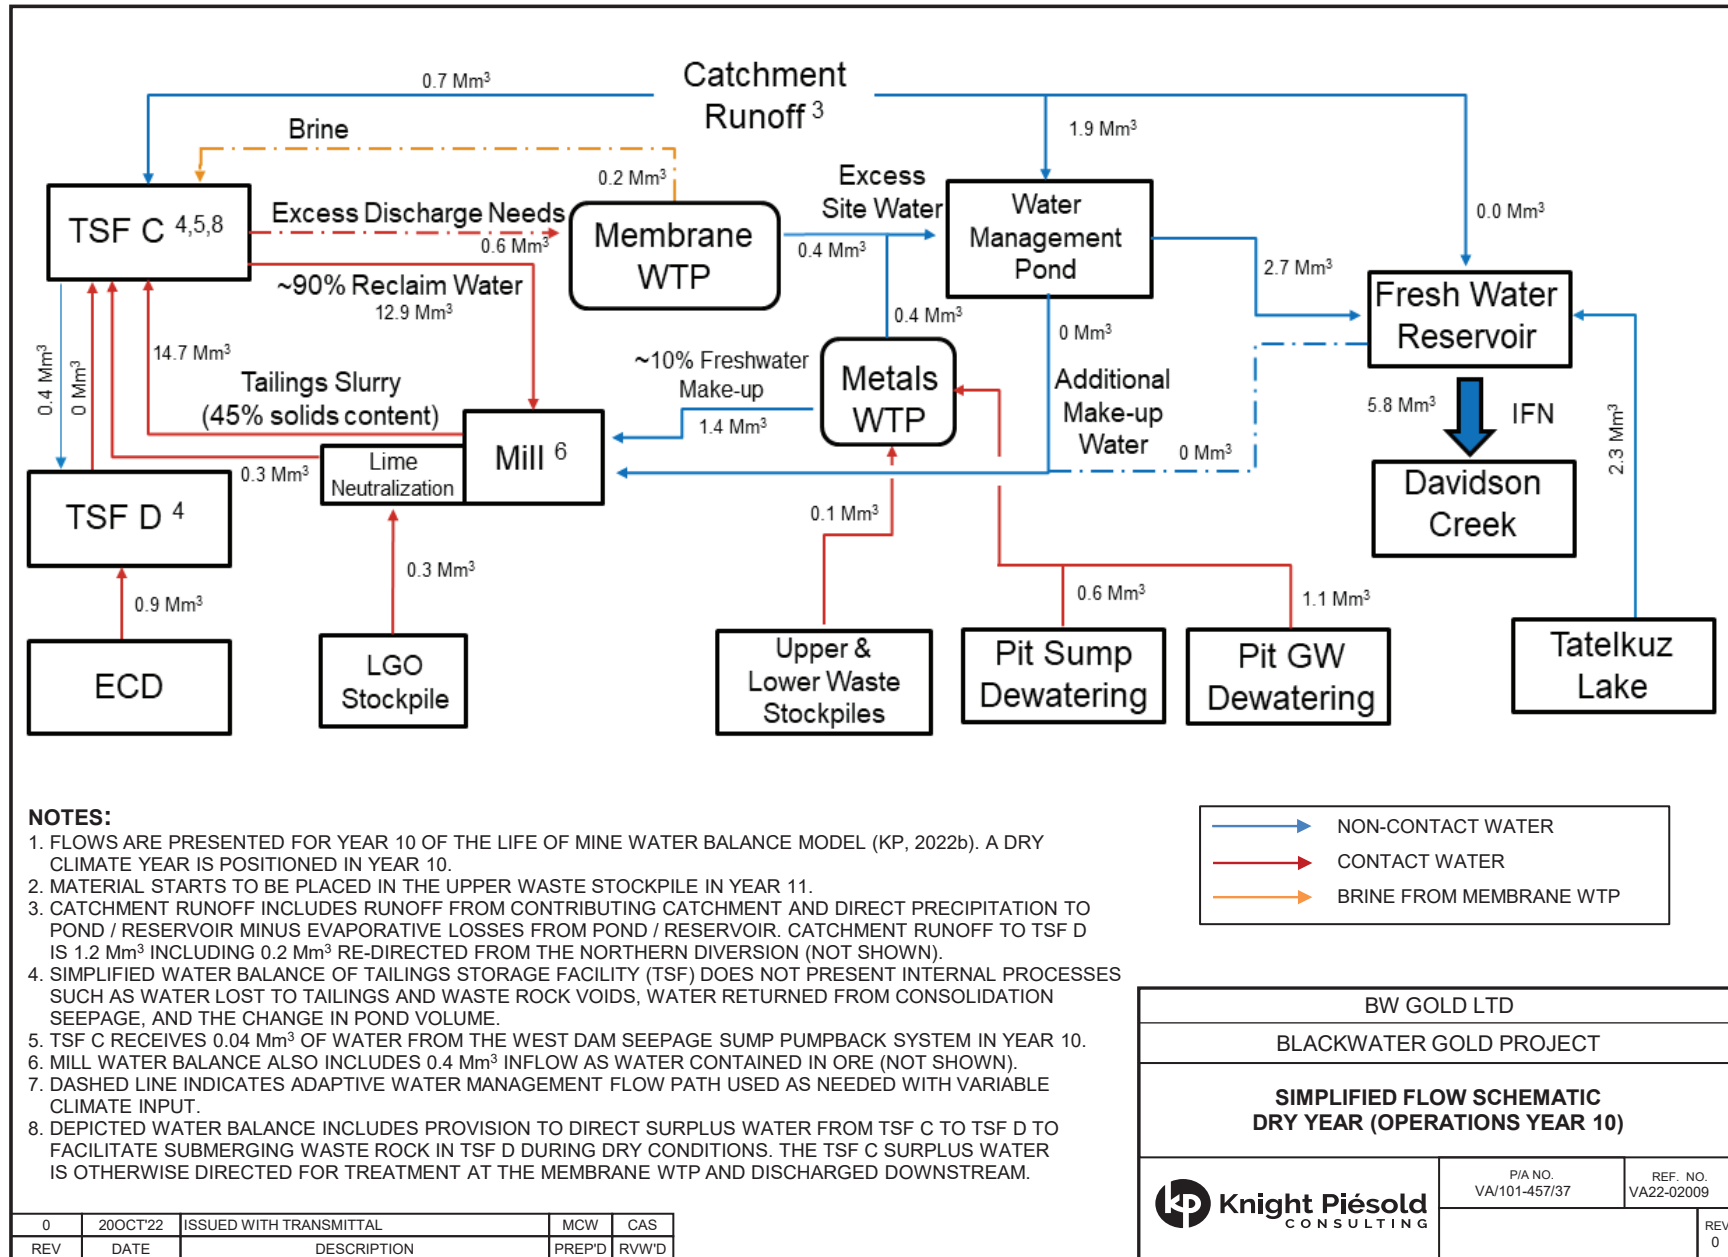 Catchment
Runoff 3
0.7 Mm³
Brine
0.2 Mm³
1.9 Mm³
0.0 Mm³
TSF C 4,5,8
Excess Discharge Needs
0.6 Mm³
Membrane
WTP
Excess
Site Water
0.4 Mm³
Water
Management
Pond
2.7 Mm³
Fresh Water
Reservoir
~90% Reclaim Water
12.9 Mm³
0.4 Mm³
0 Mm³
14.7 Mm³
Tailings Slurry
(45% solids content)
0.4 Mm³
0 Mm³
~10% Freshwater
Make-up
1.4 Mm³
Metals
WTP
Additional
Make-up
Water
0 Mm³
5.8 Mm³
IFN
2.3 Mm³
0.3 Mm³
Lime
Neutralization
Mill 6
TSF D 4
Davidson
Creek
0.1 Mm³
0.9 Mm³
0.3 Mm³
0.6 Mm³
1.1 Mm³
ECD
LGO
Stockpile
Upper &
Lower Waste
Stockpiles
Pit Sump
Dewatering
Pit GW
Dewatering
Tatelkuz
Lake
NOTES:
1. FLOWS ARE PRESENTED FOR YEAR 10 OF THE LIFE OF MINE WATER BALANCE MODEL (KP, 2022b). A DRY
CLIMATE YEAR IS POSITIONED IN YEAR 10.
2. MATERIAL STARTS TO BE PLACED IN THE UPPER WASTE STOCKPILE IN YEAR 11.
3. CATCHMENT RUNOFF INCLUDES RUNOFF FROM CONTRIBUTING CATCHMENT AND DIRECT PRECIPITATION TO
POND / RESERVOIR MINUS EVAPORATIVE LOSSES FROM POND / RESERVOIR. CATCHMENT RUNOFF TO TSF D
IS 1.2 Mm³ INCLUDING 0.2 Mm³ RE-DIRECTED FROM THE NORTHERN DIVERSION (NOT SHOWN).
4. SIMPLIFIED WATER BALANCE OF TAILINGS STORAGE FACILITY (TSF) DOES NOT PRESENT INTERNAL PROCESSES
SUCH AS WATER LOST TO TAILINGS AND WASTE ROCK VOIDS, WATER RETURNED FROM CONSOLIDATION
SEEPAGE, AND THE CHANGE IN POND VOLUME.
5. TSF C RECEIVES 0.04 Mm³ OF WATER FROM THE WEST DAM SEEPAGE SUMP PUMPBACK SYSTEM IN YEAR 10.
6. MILL WATER BALANCE ALSO INCLUDES 0.4 Mm³ INFLOW AS WATER CONTAINED IN ORE (NOT SHOWN).
7. DASHED LINE INDICATES ADAPTIVE WATER MANAGEMENT FLOW PATH USED AS NEEDED WITH VARIABLE
CLIMATE INPUT.
8. DEPICTED WATER BALANCE INCLUDES PROVISION TO DIRECT SURPLUS WATER FROM TSF C TO TSF D TO
FACILITATE SUBMERGING WASTE ROCK IN TSF D DURING DRY CONDITIONS. THE TSF C SURPLUS WATER
IS OTHERWISE DIRECTED FOR TREATMENT AT THE MEMBRANE WTP AND DISCHARGED DOWNSTREAM.
NON-CONTACT WATER
CONTACT WATER
BRINE FROM MEMBRANE WTP
BW GOLD LTD
BLACKWATER GOLD PROJECT
SIMPLIFIED FLOW SCHEMATIC
DRY YEAR (OPERATIONS YEAR 10)
kp Knight Piésold
CONSULTING
P/A NO.
VA/101-457/37
REF. NO.
VA22-02009
REV
0
0 20OCT'22 ISSUED WITH TRANSMITTAL MCW CAS
REV DATE DESCRIPTION PREP'D RVW'D